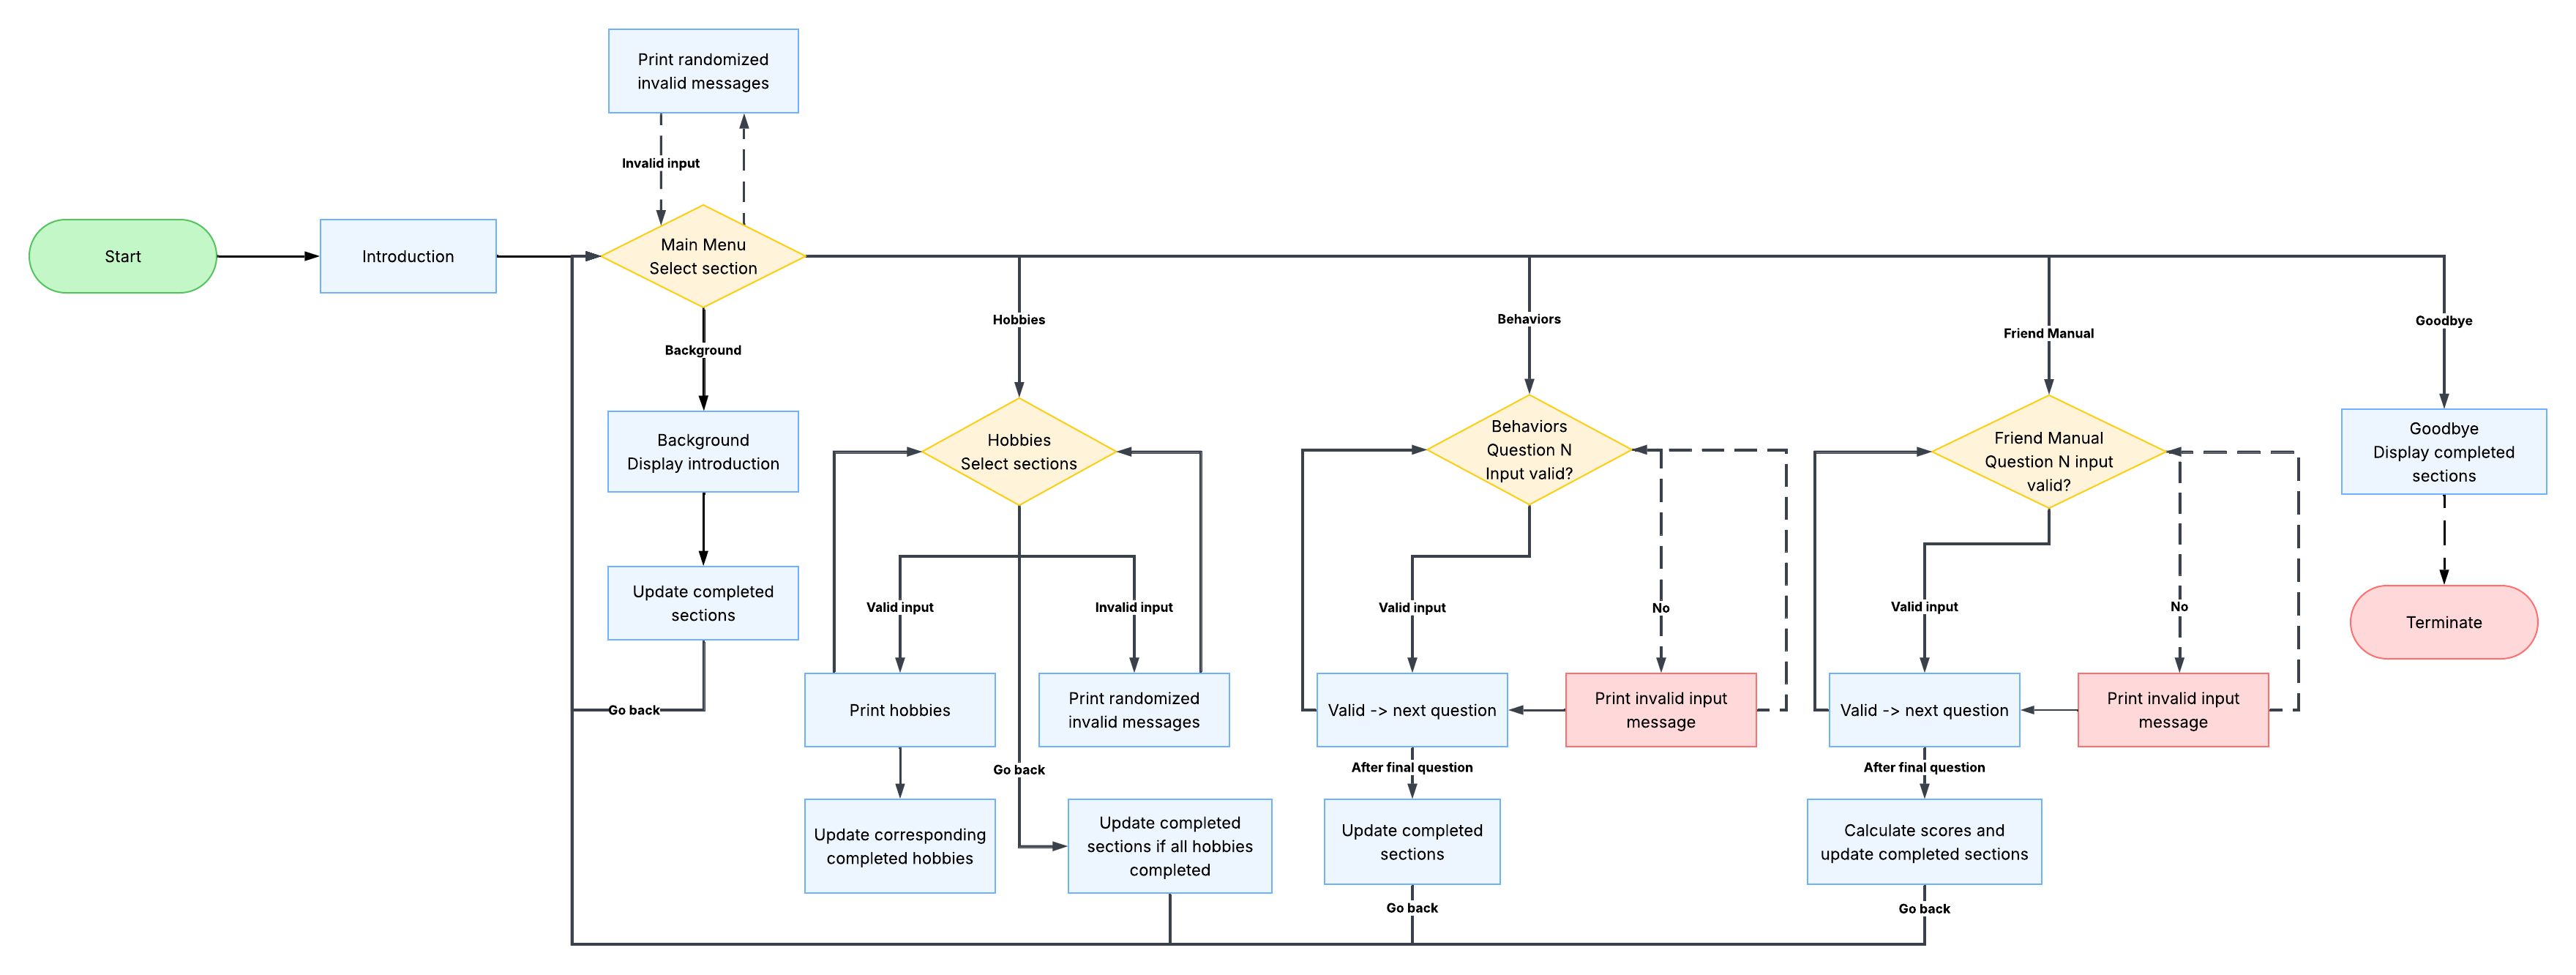 Print randomized
invalid messages
Invalid input
Start
Introduction
Main Menu
Select section
Background
Hobbies
Behaviors
Friend Manual
Goodbye
Background
Display introduction
Hobbies
Select sections
Behaviors
Question N
Input valid?
Friend Manual
Question N input
valid?
Goodbye
Display completed
sections
Update completed
sections
Valid input
Invalid input
Valid input
No
Valid input
No
Terminate
Go back
Print hobbies
Print randomized
invalid messages
Valid -> next question
Print invalid input
message
Valid -> next question
Print invalid input
message
Go back
After final question
After final question
Update corresponding
completed hobbies
Update completed
sections if all hobbies
completed
Update completed
sections
Calculate scores and
update completed sections
Go back
Go back